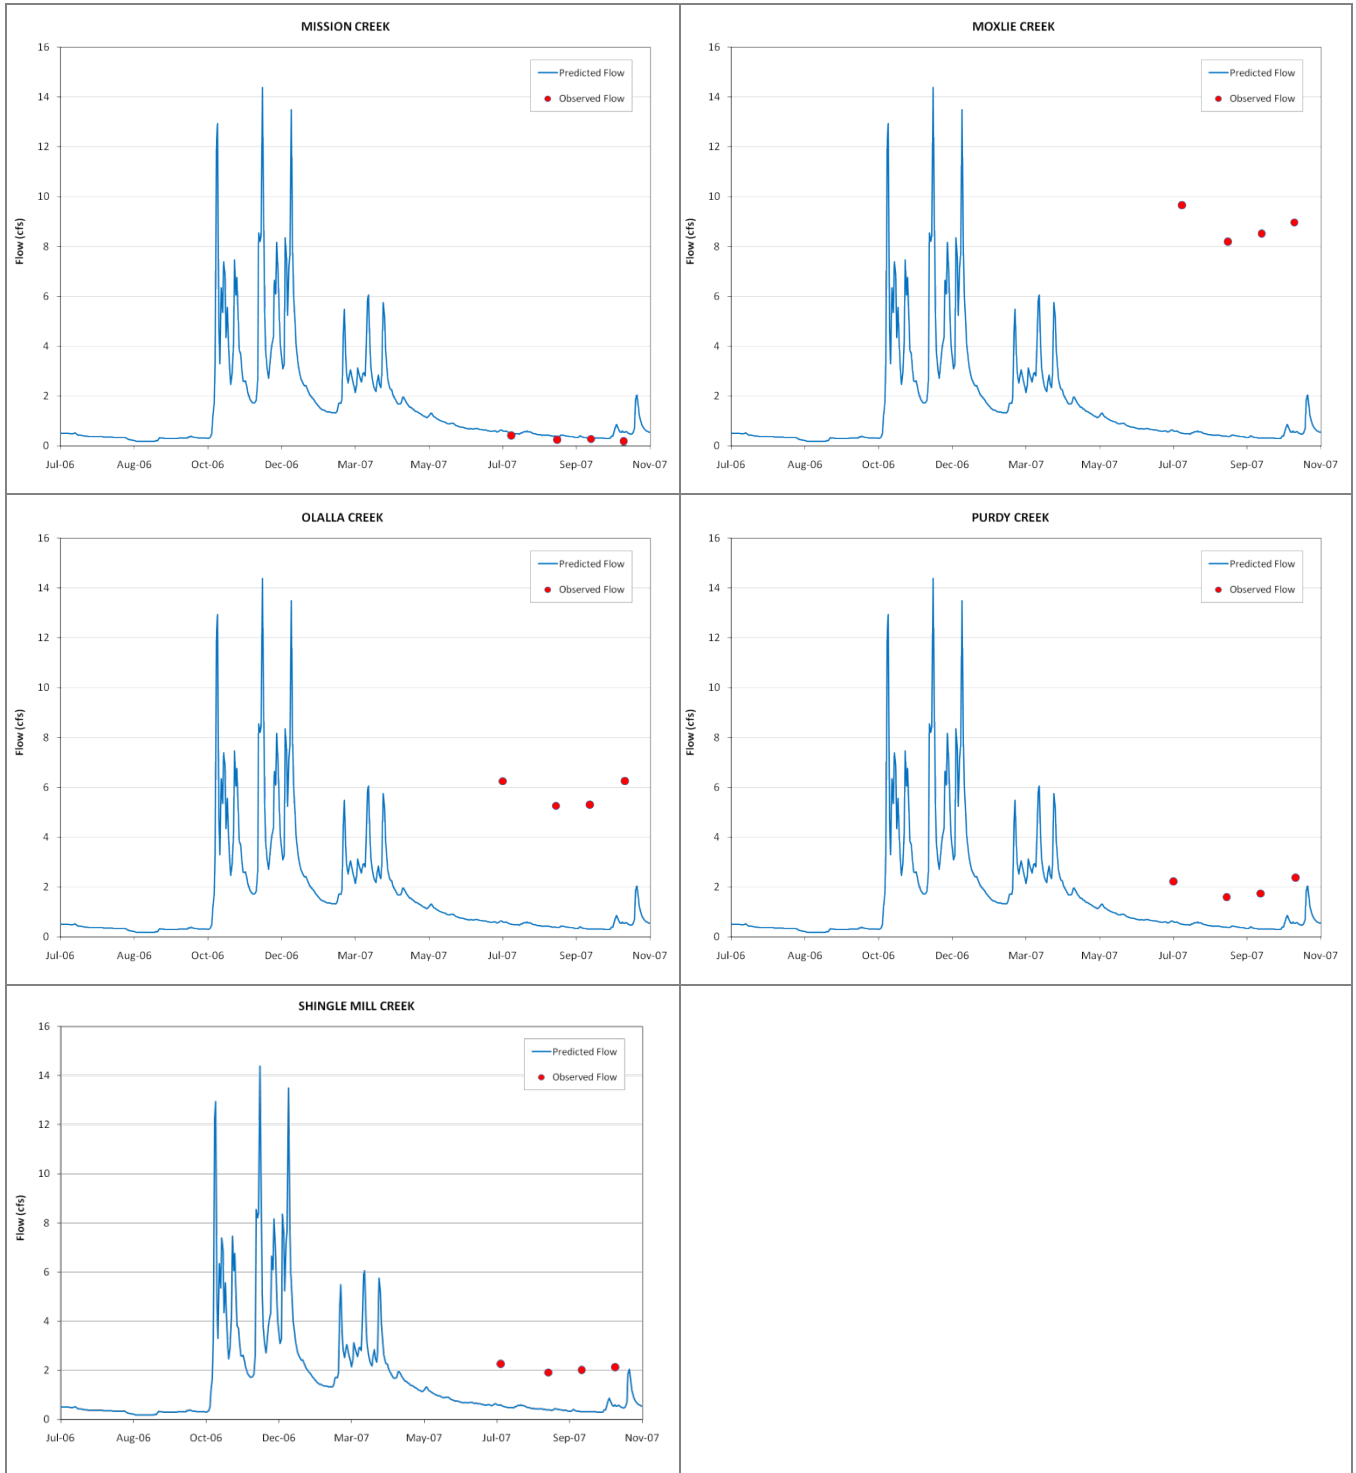 MISSION CREEK
16
14
12
10
8
6
4
2
0
Flow (cfs)
Predicted Flow
Observed Flow
Jul-06 Aug-06 Oct-06 Dec-06 Mar-07 May-07 Jul-07 Sep-07 Nov-07
MOXLIE CREEK
16
14
12
10
8
6
4
2
0
Flow (cfs)
Predicted Flow
Observed Flow
Jul-06 Aug-06 Oct-06 Dec-06 Mar-07 May-07 Jul-07 Sep-07 Nov-07
OLALLA CREEK
16
14
12
10
8
6
4
2
0
Flow (cfs)
Predicted Flow
Observed Flow
Jul-06 Aug-06 Oct-06 Dec-06 Mar-07 May-07 Jul-07 Sep-07 Nov-07
PURDY CREEK
16
14
12
10
8
6
4
2
0
Flow (cfs)
Predicted Flow
Observed Flow
Jul-06 Aug-06 Oct-06 Dec-06 Mar-07 May-07 Jul-07 Sep-07 Nov-07
SHINGLE MILL CREEK
16
14
12
10
8
6
4
2
0
Flow (cfs)
Predicted Flow
Observed Flow
Jul-06 Aug-06 Oct-06 Dec-06 Mar-07 May-07 Jul-07 Sep-07 Nov-07